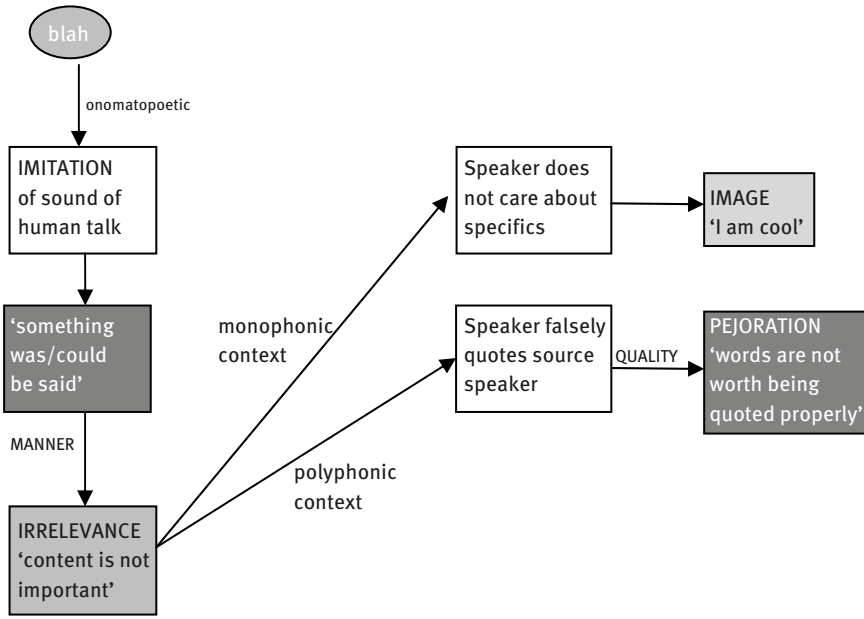 blah
onomatopoetic
IMITATION
of sound of
human talk
‘something
was/could
be said’
MANNER
IRRELEVANCE
‘content is not
important’
monophonic
context
polyphonic
context
Speaker does
not care about
specifics
IMAGE
‘I am cool’
Speaker falsely
quotes source
speaker
QUALITY
PEJORATION
‘words are not
worth being
quoted properly’